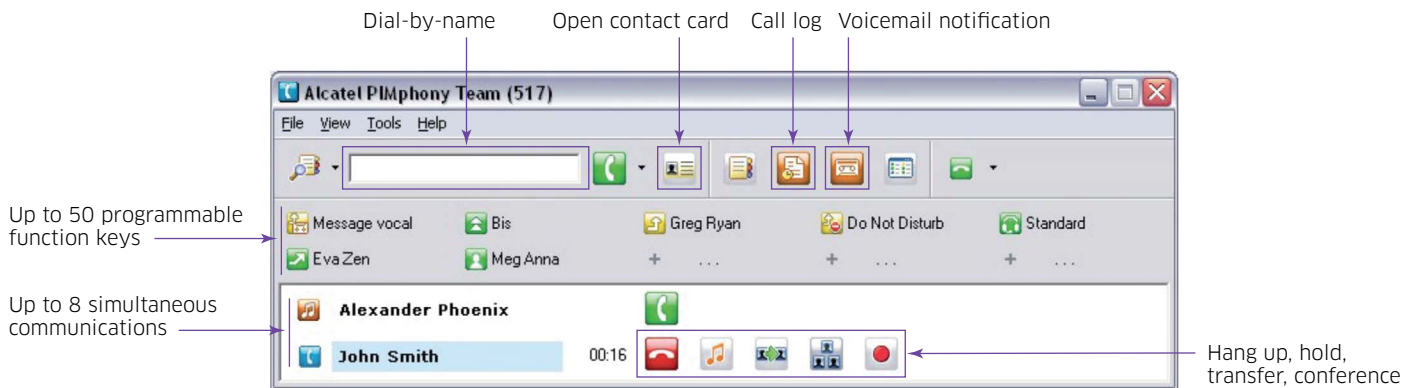 Dial-by-name
Open contact card
Call log
Voicemail notification
Alcatel PIMphony Team (517)
File View Tools Help
Up to 50 programmable
function keys
Message vocal
Bis
Greg Ryan
Do Not Disturb
Standard
Eva Zen
Meg Anna
+ ...
+ ...
+ ...
Up to 8 simultaneous
communications
Alexander Phoenix
John Smith
00:16
Hang up, hold,
transfer, conference